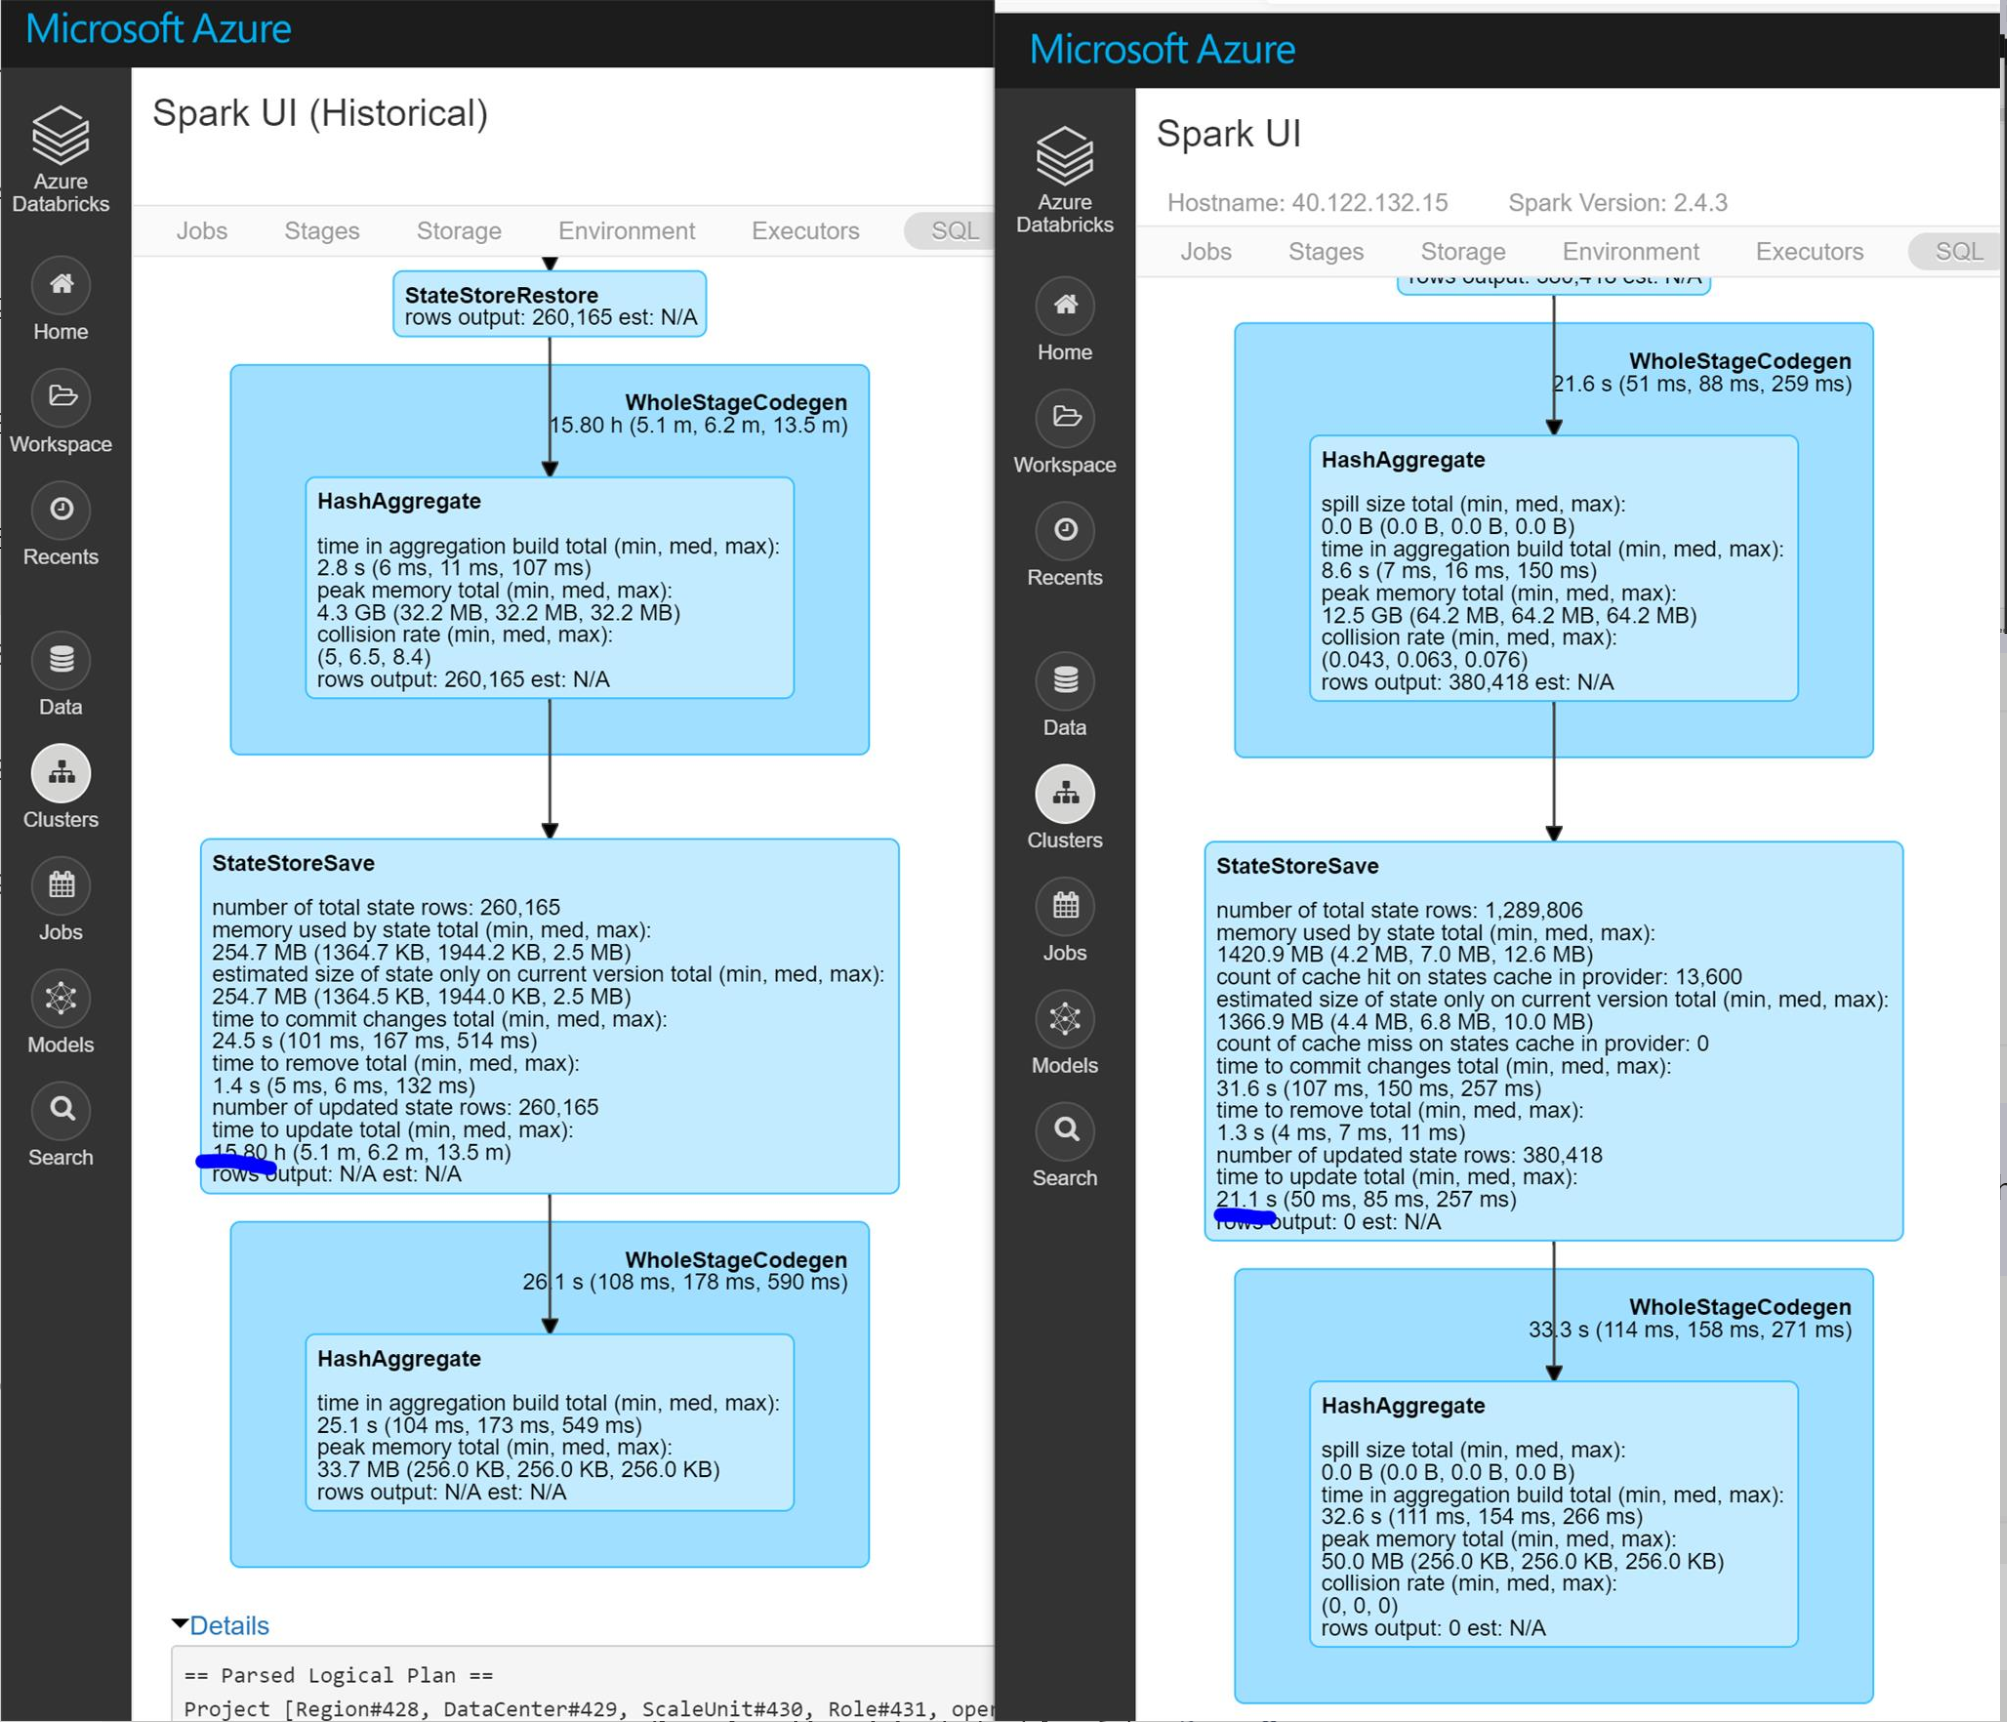 Microsoft Azure
Azure
Databricks
Home
Workspace
Recents
Data
Clusters
Jobs
Models
Search
Spark UI (Historical)
Jobs Stages Storage Environment Executors SQL
StateStoreRestore
rows output: 260,165 est: N/A
WholeStageCodegen
15.80 h (5.1 m, 6.2 m, 13.5 m)
HashAggregate
time in aggregation build total (min, med, max):
2.8 s (6 ms, 11 ms, 107 ms)
peak memory total (min, med, max):
4.3 GB (32.2 MB, 32.2 MB, 32.2 MB)
collision rate (min, med, max):
(5, 6.5, 8.4)
rows output: 260,165 est: N/A
StateStoreSave
number of total state rows: 260,165
memory used by state total (min, med, max):
254.7 MB (1364.7 KB, 1944.2 KB, 2.5 MB)
estimated size of state only on current version total (min, med, max):
254.7 MB (1364.5 KB, 1944.0 KB, 2.5 MB)
time to commit changes total (min, med, max):
24.5 s (101 ms, 167 ms, 514 ms)
time to remove total (min, med, max):
1.4 s (5 ms, 6 ms, 132 ms)
number of updated state rows: 260,165
time to update total (min, med, max):
15.80 h (5.1 m, 6.2 m, 13.5 m)
rows output: N/A est: N/A
WholeStageCodegen
26.1 s (108 ms, 178 ms, 590 ms)
HashAggregate
time in aggregation build total (min, med, max):
25.1 s (104 ms, 173 ms, 549 ms)
peak memory total (min, med, max):
33.7 MB (256.0 KB, 256.0 KB, 256.0 KB)
rows output: N/A est: N/A
Details
== Parsed Logical Plan ==
Project [Region#428, DataCenter#429, ScaleUnit#430, Role#431, oper
Microsoft Azure
Azure
Databricks
Home
Workspace
Recents
Data
Clusters
Jobs
Models
Search
Spark UI
Hostname: 40.122.132.15 Spark Version: 2.4.3
Jobs Stages Storage Environment Executors SQL
rows output: 380,418 est: N/A
WholeStageCodegen
21.6 s (51 ms, 88 ms, 259 ms)
HashAggregate
spill size total (min, med, max):
0.0 B (0.0 B, 0.0 B, 0.0 B)
time in aggregation build total (min, med, max):
8.6 s (7 ms, 16 ms, 150 ms)
peak memory total (min, med, max):
12.5 GB (64.2 MB, 64.2 MB, 64.2 MB)
collision rate (min, med, max):
(0.043, 0.063, 0.076)
rows output: 380,418 est: N/A
StateStoreSave
number of total state rows: 1,289,806
memory used by state total (min, med, max):
1420.9 MB (4.2 MB, 7.0 MB, 12.6 MB)
count of cache hit on states cache in provider: 13,600
estimated size of state only on current version total (min, med, max):
1366.9 MB (4.4 MB, 6.8 MB, 10.0 MB)
count of cache miss on states cache in provider: 0
time to commit changes total (min, med, max):
31.6 s (107 ms, 150 ms, 257 ms)
time to remove total (min, med, max):
1.3 s (4 ms, 7 ms, 11 ms)
number of updated state rows: 380,418
time to update total (min, med, max):
21.1 s (50 ms, 85 ms, 257 ms)
rows output: 0 est: N/A
WholeStageCodegen
33.3 s (114 ms, 158 ms, 271 ms)
HashAggregate
spill size total (min, med, max):
0.0 B (0.0 B, 0.0 B, 0.0 B)
time in aggregation build total (min, med, max):
32.6 s (111 ms, 154 ms, 266 ms)
peak memory total (min, med, max):
50.0 MB (256.0 KB, 256.0 KB, 256.0 KB)
collision rate (min, med, max):
(0, 0, 0)
rows output: 0 est: N/A